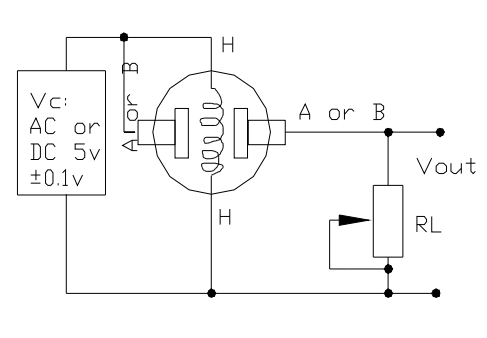 H
A or B
Vc:
AC or
DC 5v
±0.1v
A or B
Vout
H
RL